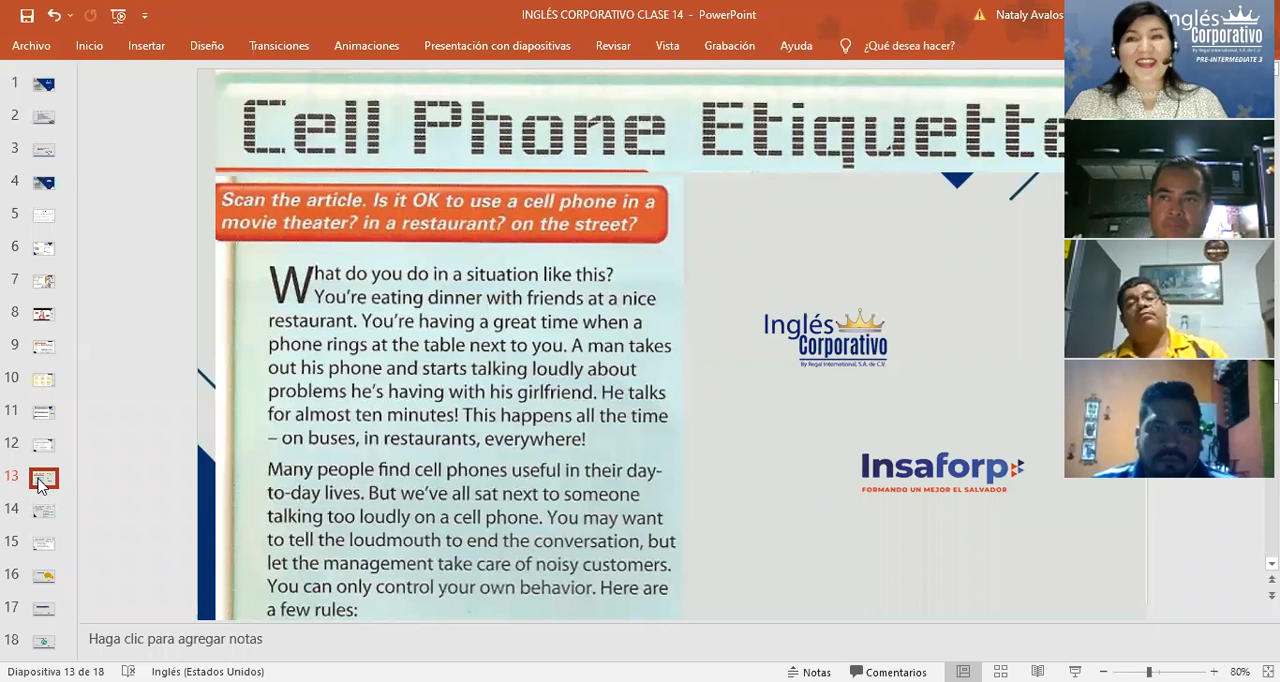 INGLÉS CORPORATIVO CLASE 14 - PowerPoint
Nataly Avalos
Archivo Inicio Insertar Diseño Transiciones Animaciones Presentación con diapositivas Revisar Vista Grabación Ayuda ¿Qué desea hacer?
Inglés
Corporativo
By Regal International, S.A. de C.V.
PRE-INTERMEDIATE 3
1
2
3
4
5
6
7
8
9
10
11
12
13
14
15
16
17
18
Cell Phone Etiquette
Scan the article. Is it OK to use a cell phone in a
movie theater? in a restaurant? on the street?
What do you do in a situation like this?
You're eating dinner with friends at a nice
restaurant. You're having a great time when a
phone rings at the table next to you. A man takes
out his phone and starts talking loudly about
problems he's having with his girlfriend. He talks
for almost ten minutes! This happens all the time
– on buses, in restaurants, everywhere!
Many people find cell phones useful in their day-
to-day lives. But we've all sat next to someone
talking too loudly on a cell phone. You may want
to tell the loudmouth to end the conversation, but
let the management take care of noisy customers.
You can only control your own behavior. Here are
a few rules:
Inglés
Corporativo
By Regal International, S.A. de C.V.
Insaforp
FORMANDO UN MEJOR EL SALVADOR
Haga clic para agregar notas
Diapositiva 13 de 18 Inglés (Estados Unidos) Notas Comentarios 80%